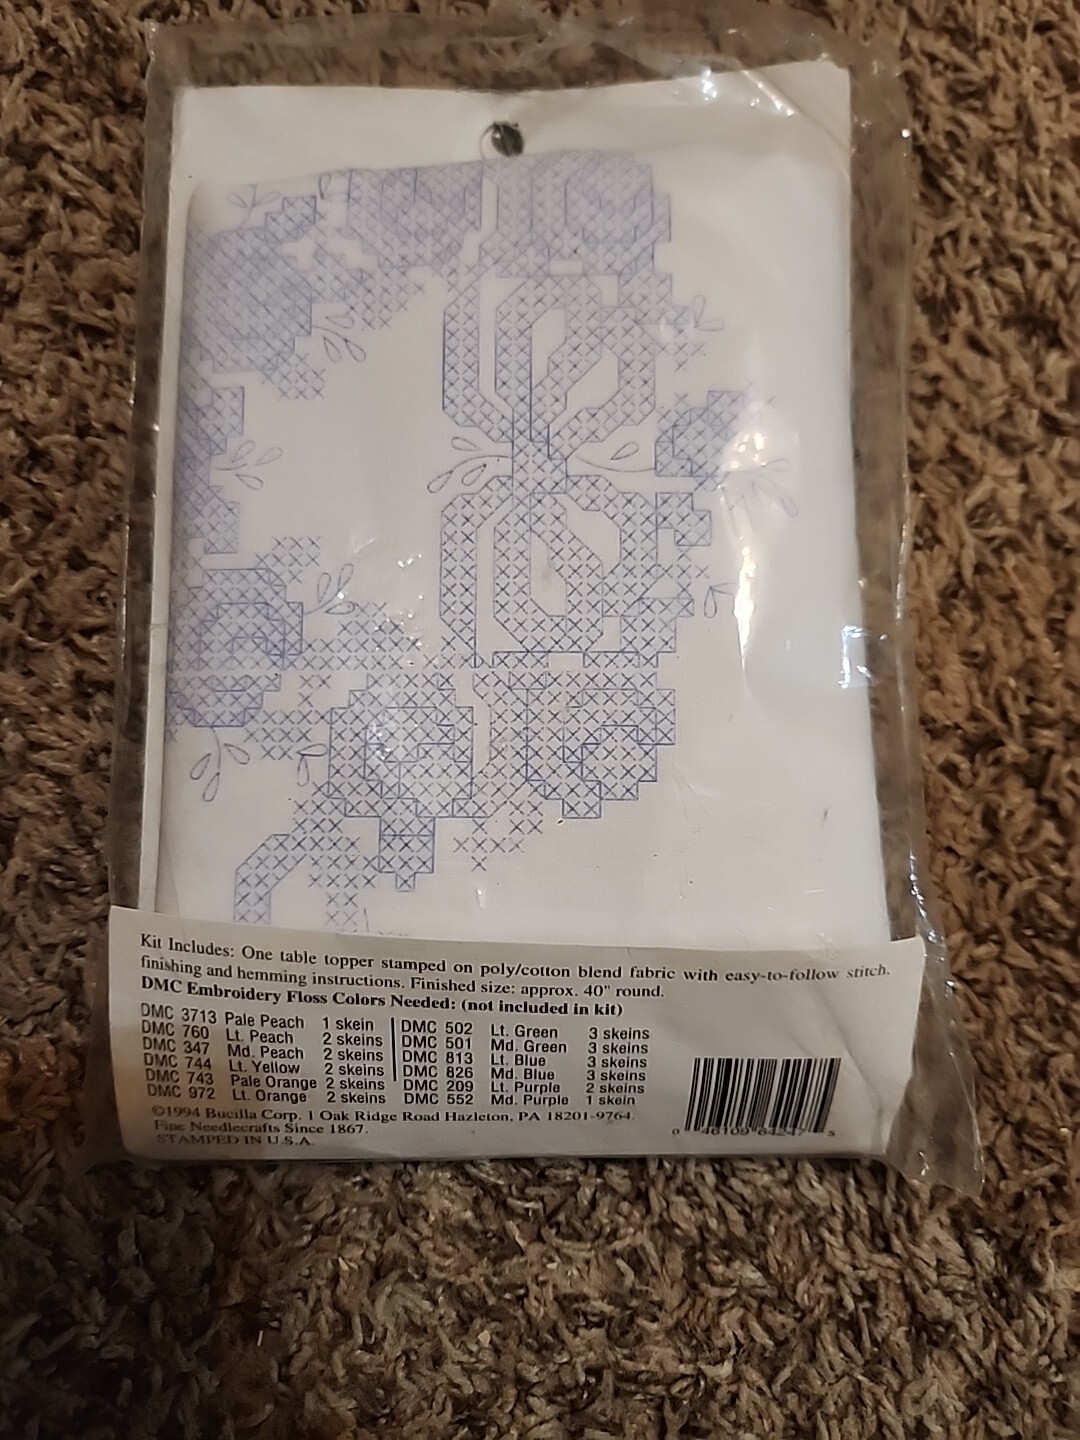 Kit Includes: One table topper stamped on poly/cotton blend fabric with easy-to-follow stitch.
finishing and hemming instructions. Finished size: approx. 40" round.
DMC Embroidery Floss Colors Needed: (not included in kit)
DMC 3713 Pale Peach 1 skein | DMC 502 Lt. Green 3 skeins
DMC 760 Lt. Peach 2 skeins | DMC 501 Md. Green 3 skeins
DMC 347 Md. Peach 2 skeins | DMC 813 Lt. Blue 3 skeins
DMC 744 Lt. Yellow 2 skeins | DMC 826 Md. Blue 3 skeins
DMC 743 Pale Orange 2 skeins DMC 209 Lt. Purple 2 skeins
DMC 972 Lt. Orange 2 skeins DMC 552 Md. Purple 1 skein
©1994 Bucilla Corp. 1 Oak Ridge Road Hazleton, PA 18201-9764
Fine Needlecrafts Since 1867.
STAMPED IN U.S.A.
0 46109 64247 5